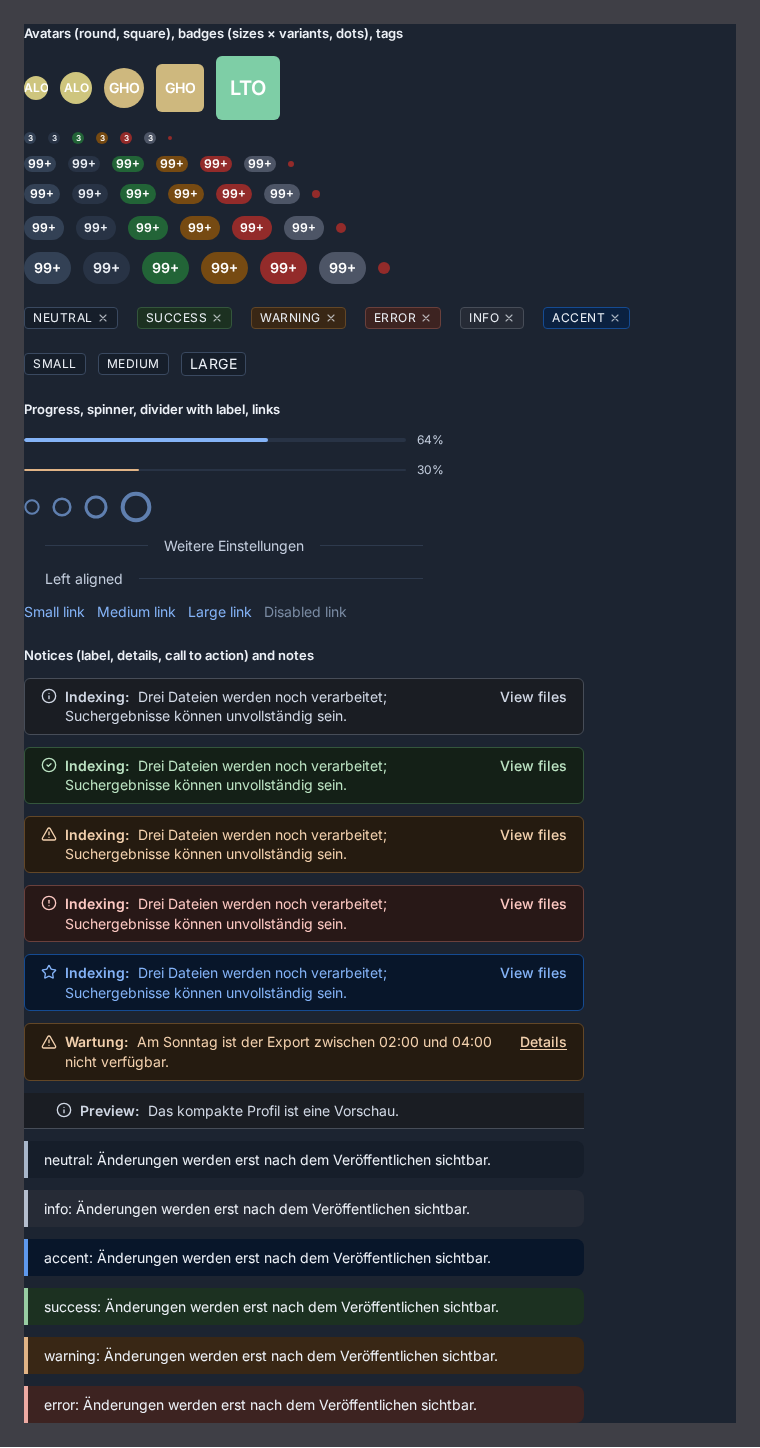 Avatars (round, square), badges (sizes × variants, dots), tags
ALO ALO GHO GHO LTO
3 3 3 3 3 3
99+ 99+ 99+ 99+ 99+ 99+
99+ 99+ 99+ 99+ 99+ 99+
99+ 99+ 99+ 99+ 99+ 99+
99+ 99+ 99+ 99+ 99+ 99+
NEUTRAL SUCCESS WARNING ERROR INFO ACCENT
SMALL MEDIUM LARGE
Progress, spinner, divider with label, links
64%
30%
Weitere Einstellungen
Left aligned
Small link Medium link Large link Disabled link
Notices (label, details, call to action) and notes
Indexing: Drei Dateien werden noch verarbeitet; View files
Suchergebnisse können unvollständig sein.
Indexing: Drei Dateien werden noch verarbeitet; View files
Suchergebnisse können unvollständig sein.
Indexing: Drei Dateien werden noch verarbeitet; View files
Suchergebnisse können unvollständig sein.
Indexing: Drei Dateien werden noch verarbeitet; View files
Suchergebnisse können unvollständig sein.
Indexing: Drei Dateien werden noch verarbeitet; View files
Suchergebnisse können unvollständig sein.
Wartung: Am Sonntag ist der Export zwischen 02:00 und 04:00 Details
nicht verfügbar.
Preview: Das kompakte Profil ist eine Vorschau.
neutral: Änderungen werden erst nach dem Veröffentlichen sichtbar.
info: Änderungen werden erst nach dem Veröffentlichen sichtbar.
accent: Änderungen werden erst nach dem Veröffentlichen sichtbar.
success: Änderungen werden erst nach dem Veröffentlichen sichtbar.
warning: Änderungen werden erst nach dem Veröffentlichen sichtbar.
error: Änderungen werden erst nach dem Veröffentlichen sichtbar.